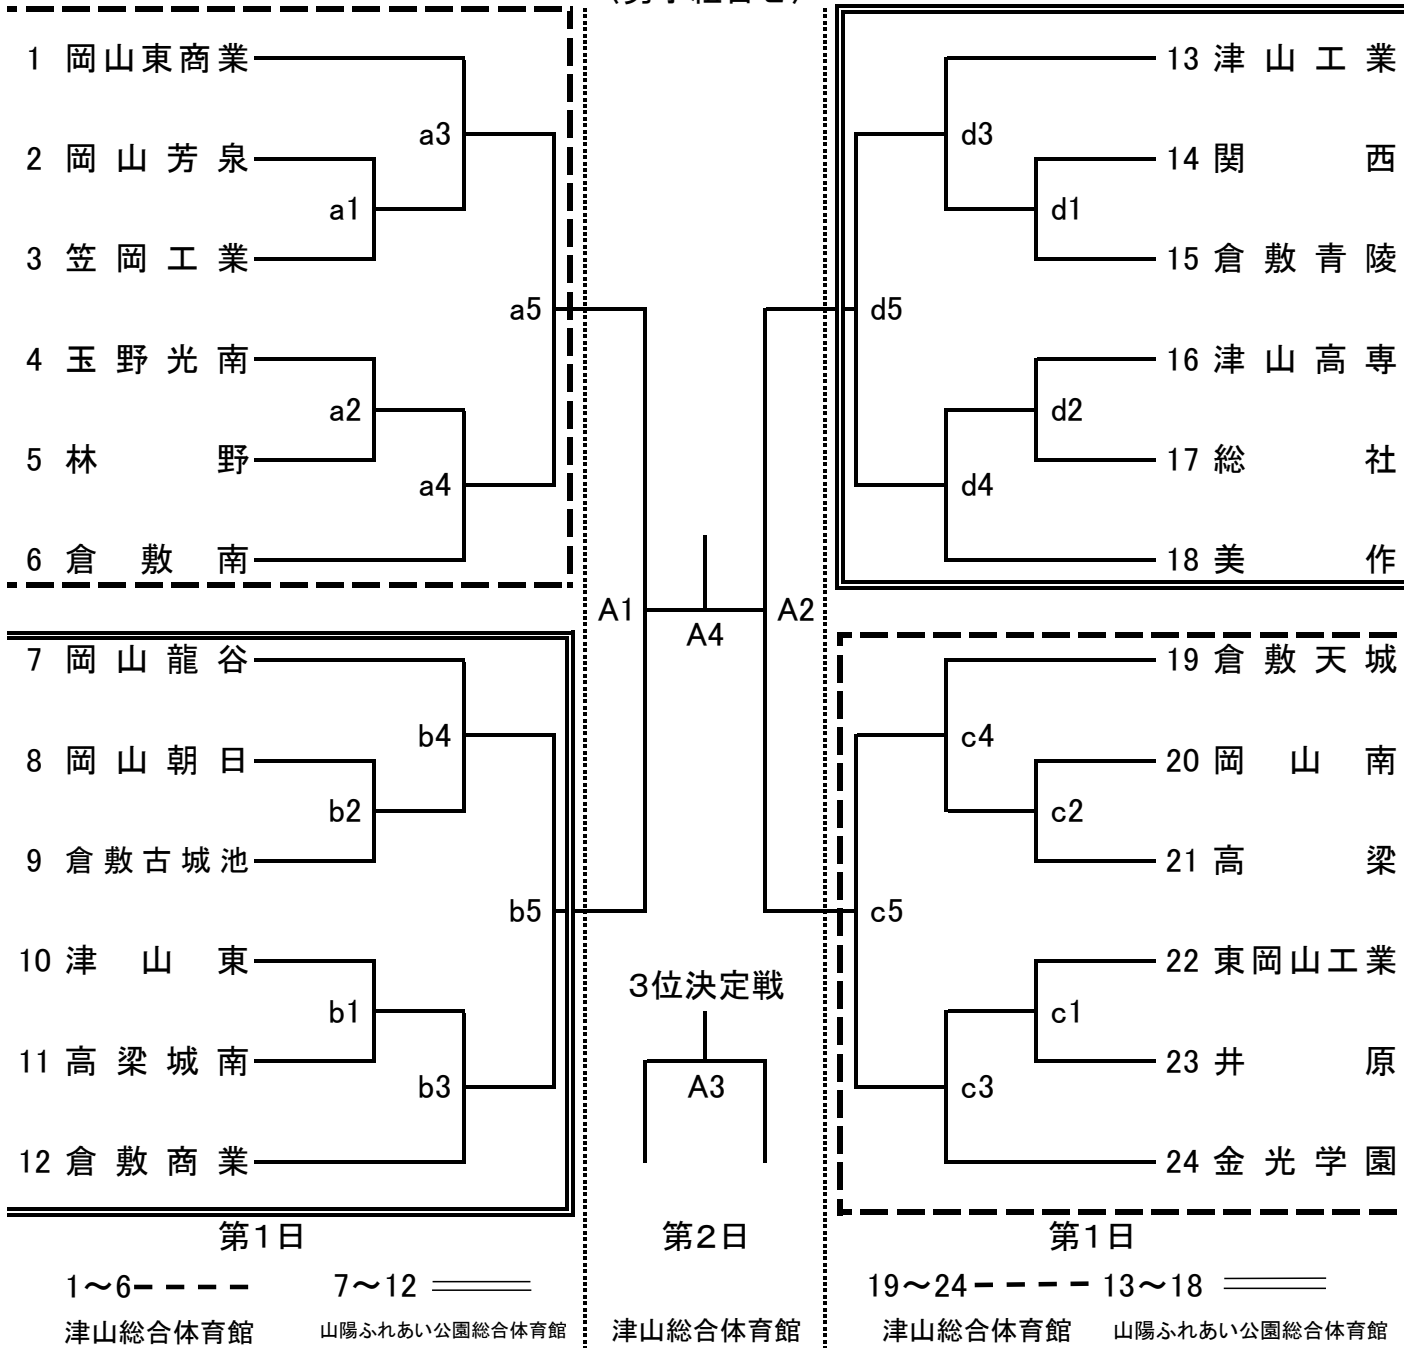 1 岡山東商業
a3
2 岡山芳泉
a1
3 笠岡工業
a5
4 玉野光南
a2
5 林野
a4
6 倉敷南
13 津山工業
d3
14 関西
d1
15 倉敷青陵
d5
16 津山高専
d2
17 総社
d4
18 美作
A1
A4
A2
7 岡山龍谷
b4
8 岡山朝日
b2
9 倉敷古城池
b5
10 津山東
b1
11 高梁城南
b3
12 倉敷商業
19 倉敷天城
c4
20 岡山南
c2
21 高梁
c5
22 東岡山工業
c1
23 井原
c3
24 金光学園
3位決定戦
A3
第1日
第2日
第1日
1～6
7～12
19～24
13～18
津山総合体育館
山陽ふれあい公園総合体育館
津山総合体育館
津山総合体育館
山陽ふれあい公園総合体育館